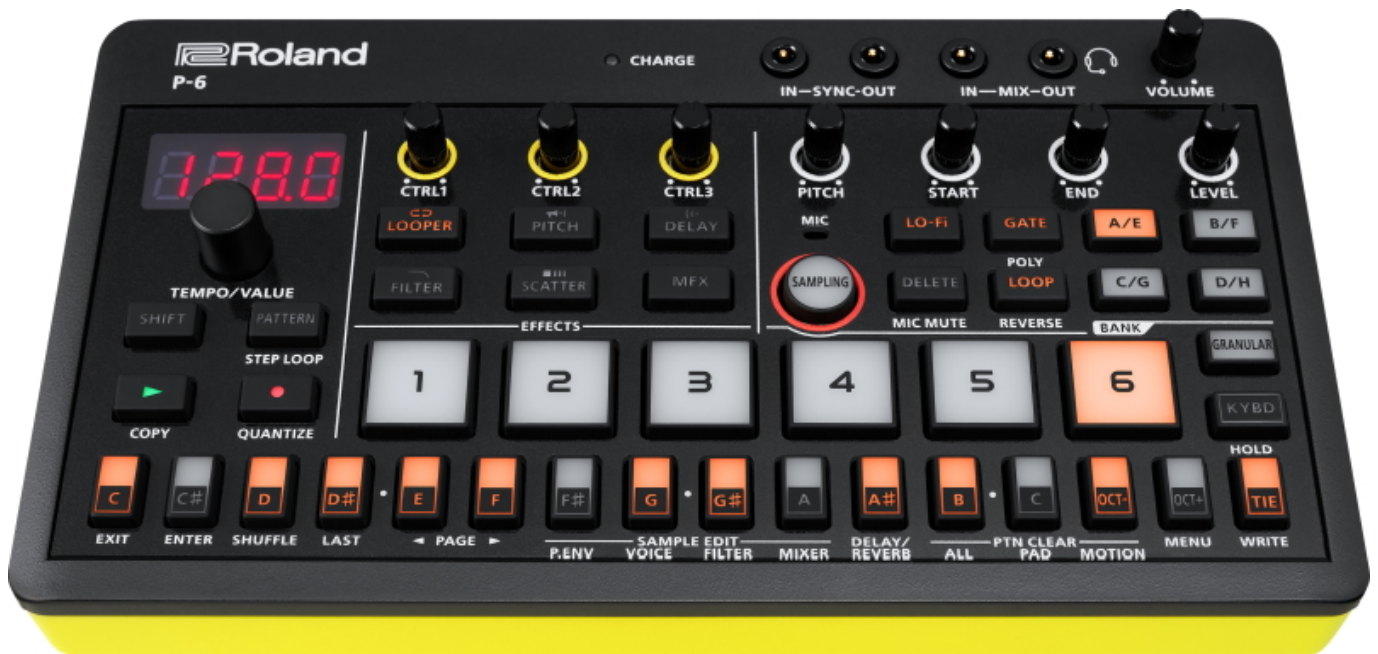 Roland
P-6
CHARGE
IN—SYNC-OUT
IN—MIX—OUT
VOLUME
128.0
CTRL1 CTRL2 CTRL3 PITCH START END LEVEL
LOOPER PITCH DELAY MIC LO-Fi GATE A/E B/F
POLY
FILTER SCATTER MFX SAMPLING DELETE LOOP C/G D/H
TEMPO/VALUE
SHIFT PATTERN
EFFECTS
MIC MUTE REVERSE BANK
STEP LOOP
GRANULAR
1 2 3 4 5 6
KYBD
COPY QUANTIZE
HOLD
C C# D D# E F F# G G# A A# B C OCT- OCT+ TIE
EXIT ENTER SHUFFLE LAST ◄ PAGE ► SAMPLE EDIT PTN CLEAR MENU WRITE
P.ENV VOICE FILTER MIXER DELAY/ REVERB ALL PAD MOTION